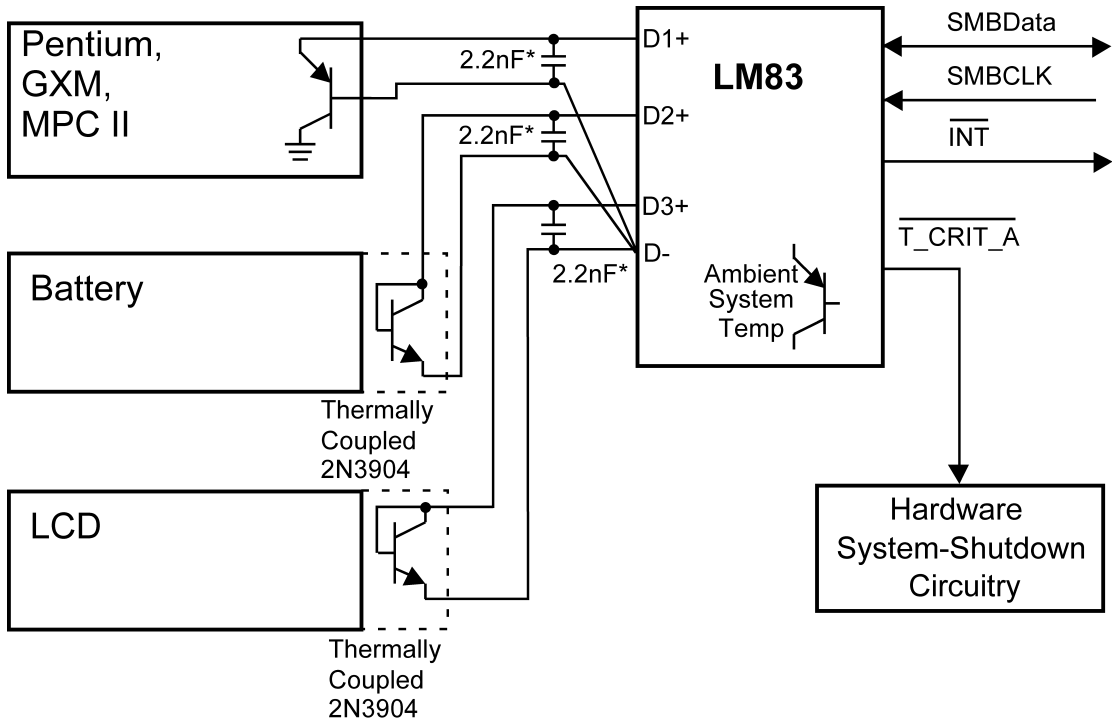 Pentium,
GXM,
MPC II
2.2nF*
D1+
LM83
SMBData
SMBCLK
INT
2.2nF*
D2+
D3+
D-
2.2nF*
T_CRIT_A
Ambient
System
Temp
Battery
Thermally
Coupled
2N3904
LCD
Thermally
Coupled
2N3904
Hardware
System-Shutdown
Circuitry